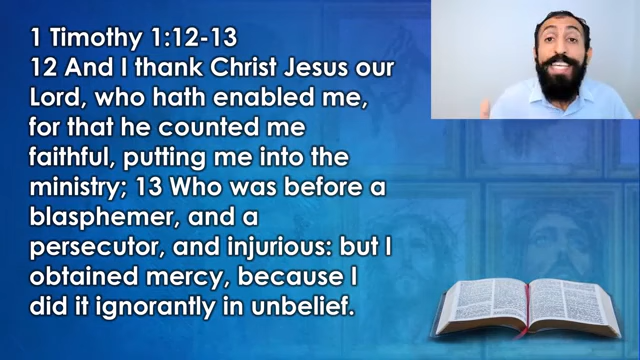 1 Timothy 1:12-13
12 And I thank Christ Jesus our
Lord, who hath enabled me,
for that he counted me
faithful, putting me into the
ministry; 13 Who was before a
blasphemer, and a
persecutor, and injurious: but I
obtained mercy, because I
did it ignorantly in unbelief.